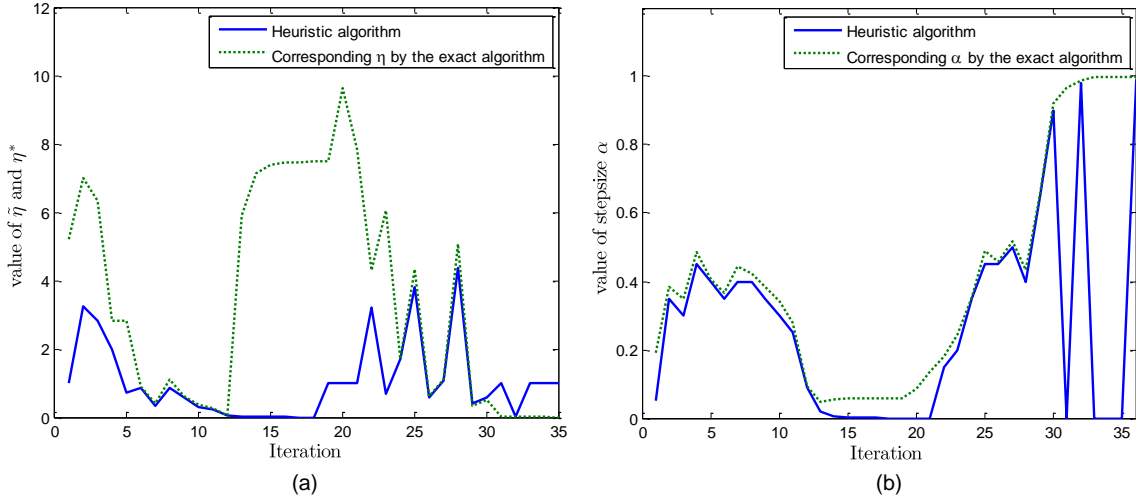 12
10
8
6
4
2
0
0 5 10 15 20 25 30 35
value of η̃ and η*
Iteration
Heuristic algorithm
Corresponding η by the exact algorithm
(a)
1
0.8
0.6
0.4
0.2
0
0 5 10 15 20 25 30 35
value of stepsize α
Iteration
Heuristic algorithm
Corresponding α by the exact algorithm
(b)